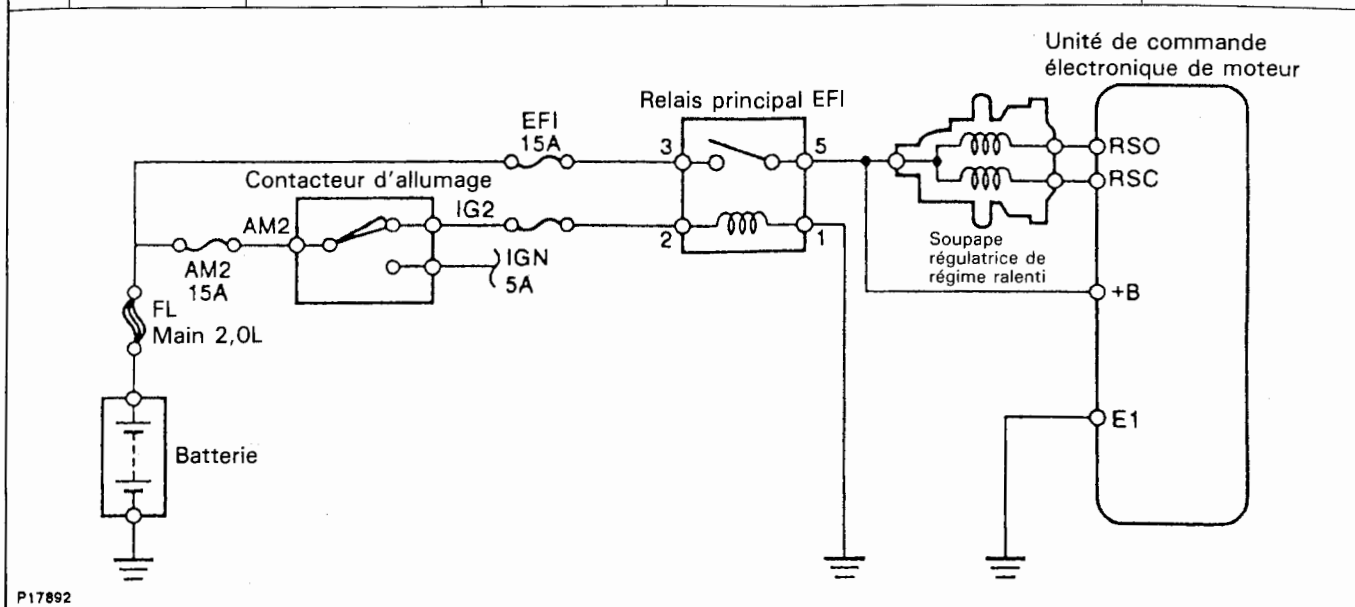 Unité de commande
électronique de moteur
Relais principal EFI
EFI
15A
3
5
RSO
RSC
Contacteur d'allumage
AM2
IG2
2
1
IGN
5A
AM2
15A
Soupape
régulatrice de
régime ralenti
+B
FL
Main 2,0L
E1
Batterie
P17892